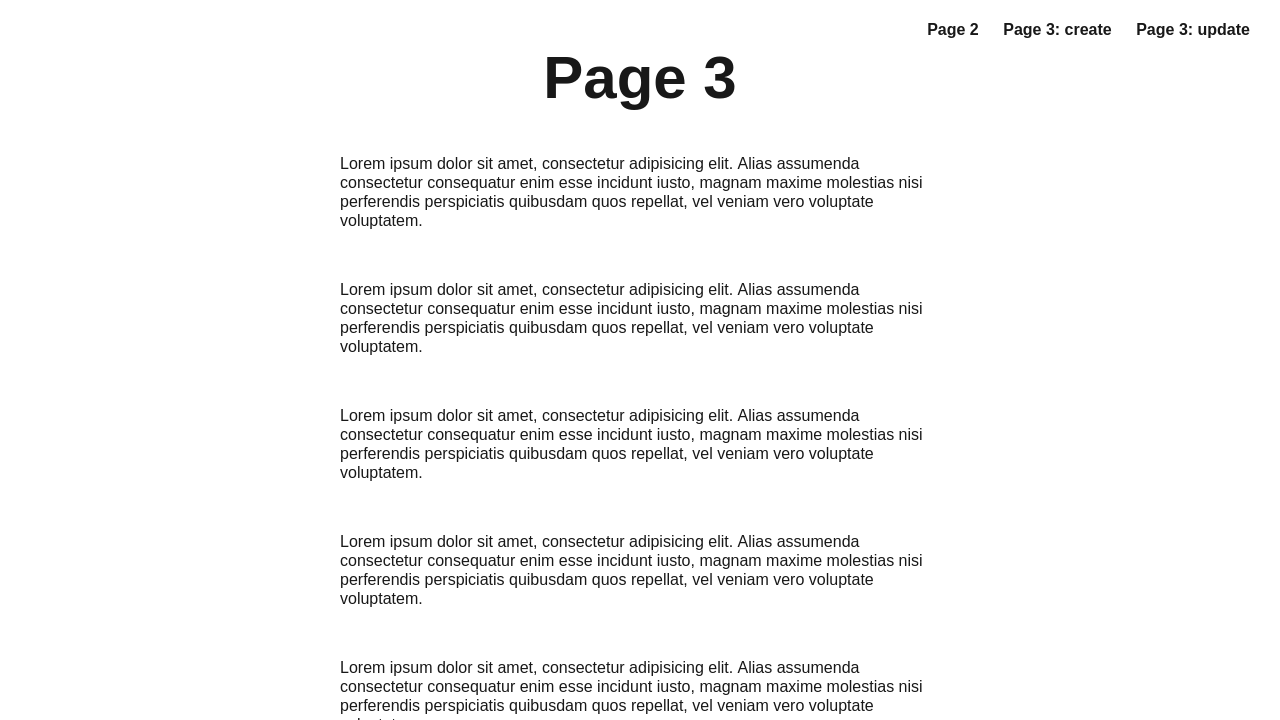 Page 2 Page 3: create Page 3: update
Page 3
Lorem ipsum dolor sit amet, consectetur adipisicing elit. Alias assumenda
consectetur consequatur enim esse incidunt iusto, magnam maxime molestias nisi
perferendis perspiciatis quibusdam quos repellat, vel veniam vero voluptate
voluptatem.
Lorem ipsum dolor sit amet, consectetur adipisicing elit. Alias assumenda
consectetur consequatur enim esse incidunt iusto, magnam maxime molestias nisi
perferendis perspiciatis quibusdam quos repellat, vel veniam vero voluptate
voluptatem.
Lorem ipsum dolor sit amet, consectetur adipisicing elit. Alias assumenda
consectetur consequatur enim esse incidunt iusto, magnam maxime molestias nisi
perferendis perspiciatis quibusdam quos repellat, vel veniam vero voluptate
voluptatem.
Lorem ipsum dolor sit amet, consectetur adipisicing elit. Alias assumenda
consectetur consequatur enim esse incidunt iusto, magnam maxime molestias nisi
perferendis perspiciatis quibusdam quos repellat, vel veniam vero voluptate
voluptatem.
Lorem ipsum dolor sit amet, consectetur adipisicing elit. Alias assumenda
consectetur consequatur enim esse incidunt iusto, magnam maxime molestias nisi
perferendis perspiciatis quibusdam quos repellat, vel veniam vero voluptate